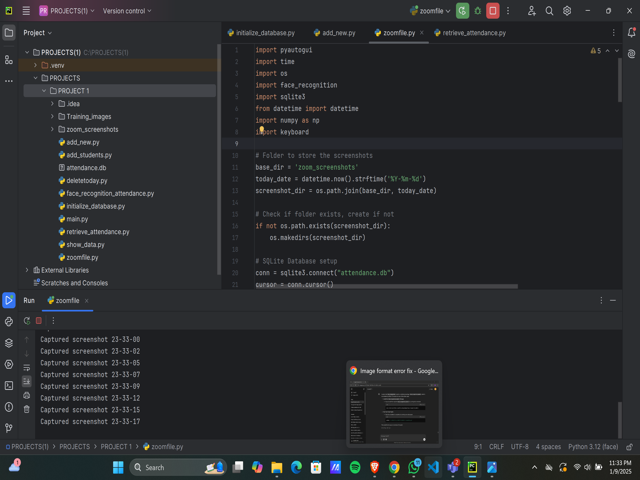 PR PROJECTS(1) Version control zoomfile
Project
PROJECTS(1) C:\PROJECTS(1)
.venv
PROJECTS
PROJECT 1
.idea
Training_images
zoom_screenshots
add_new.py
add_students.py
attendance.db
deletetoday.py
face_recognition_attendance.py
initialize_database.py
main.py
retrieve_attendance.py
show_data.py
zoomfile.py
External Libraries
Scratches and Consoles
initialize_database.py add_new.py zoomfile.py retrieve_attendance.py
5
1 import pyautogui
2 import time
3 import os
4 import face_recognition
5 import sqlite3
6 from datetime import datetime
7 import numpy as np
8 import keyboard
9
10 # Folder to store the screenshots
11 base_dir = 'zoom_screenshots'
12 today_date = datetime.now().strftime('%Y-%m-%d')
13 screenshot_dir = os.path.join(base_dir, today_date)
14
15 # Check if folder exists, create if not
16 if not os.path.exists(screenshot_dir):
17 os.makedirs(screenshot_dir)
18
19 # SQLite Database setup
20 conn = sqlite3.connect("attendance.db")
21 cursor = conn.cursor()
Run zoomfile
Captured screenshot 23-33-00
Captured screenshot 23-33-02
Captured screenshot 23-33-05
Captured screenshot 23-33-07
Captured screenshot 23-33-09
Captured screenshot 23-33-12
Captured screenshot 23-33-15
Captured screenshot 23-33-17
Image format error fix - Google...
PROJECTS(1) > PROJECTS > PROJECT 1 > zoomfile.py
9:1 CRLF UTF-8 4 spaces Python 3.12 (face)
Search
11:33 PM
1/9/2025